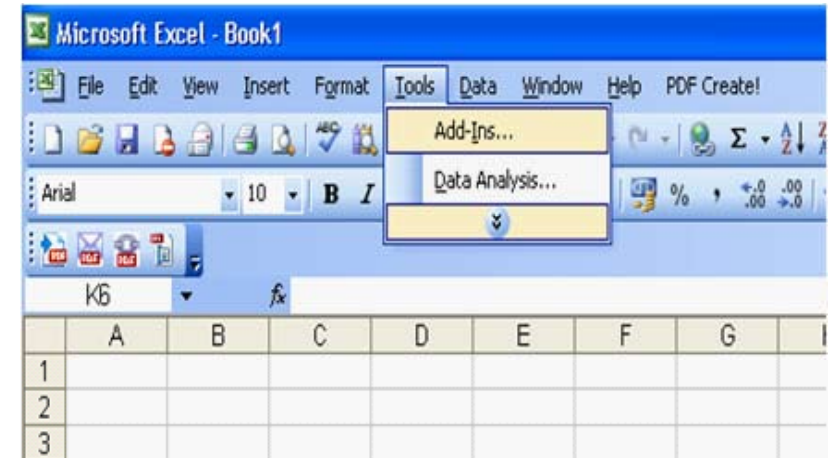 Microsoft Excel - Book1
File Edit View Insert Format Tools Data Window Help PDF Create!
Add-Ins...
Data Analysis...
Arial 10 B I % ,
K6 fx
A B C D E F G
1
2
3